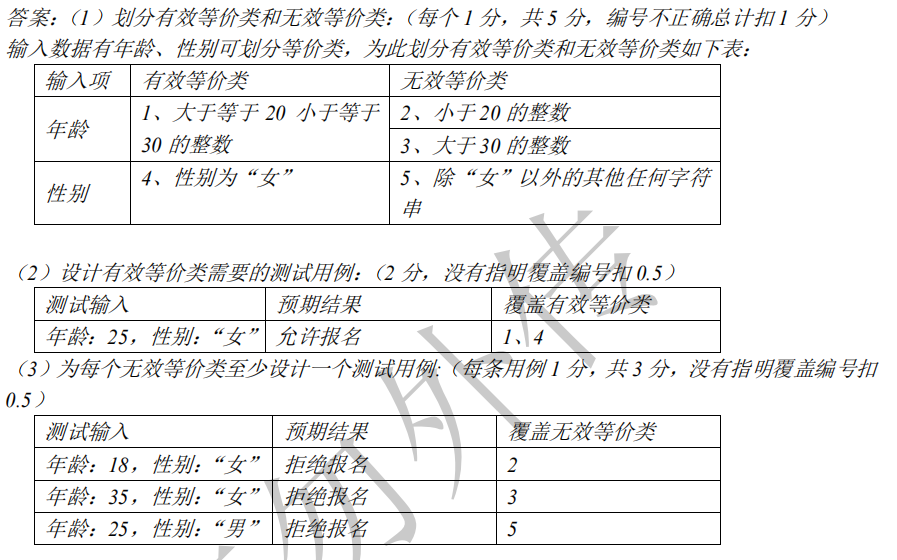 答案：（1）划分有效等价类和无效等价类：（每个 1 分，共 5 分，编号不正确总计扣 1 分）
输入数据有年龄、性别可划分等价类，为此划分有效等价类和无效等价类如下表：
输入项 有效等价类 无效等价类
年龄 1、大于等于 20 小于等于 30 的整数 2、小于 20 的整数
3、大于 30 的整数
性别 4、性别为“女” 5、除“女”以外的其他任何字符串
（2）设计有效等价类需要的测试用例：（2 分，没有指明覆盖编号扣 0.5）
测试输入 预期结果 覆盖有效等价类
年龄：25，性别：“女” 允许报名 1、4
（3）为每个无效等价类至少设计一个测试用例:（每条用例 1 分，共 3 分，没有指明覆盖编号扣
0.5）
测试输入 预期结果 覆盖无效等价类
年龄：18，性别：“女” 拒绝报名 2
年龄：35，性别：“女” 拒绝报名 3
年龄：25，性别：“男” 拒绝报名 5
勿外传